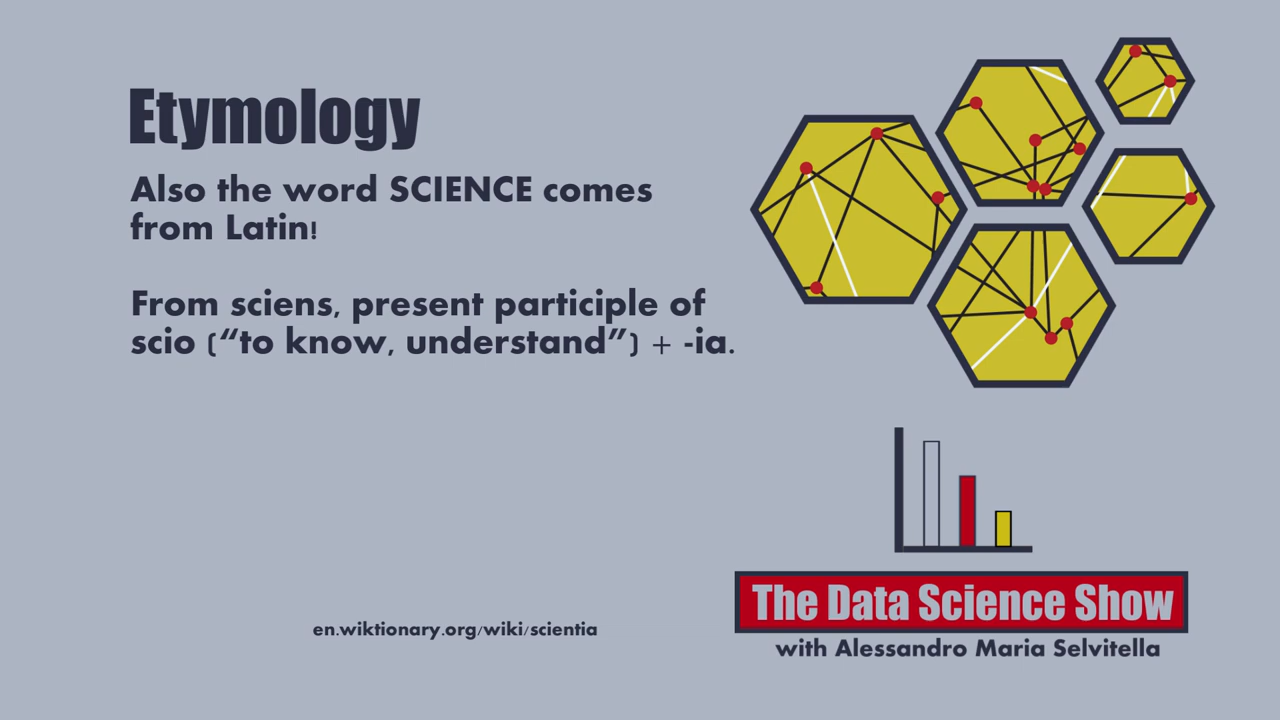 Etymology
Also the word SCIENCE comes
from Latin!
From sciens, present participle of
scio (“to know, understand”) + -ia.
The Data Science Show
en.wiktionary.org/wiki/scientia
with Alessandro Maria Selvitella